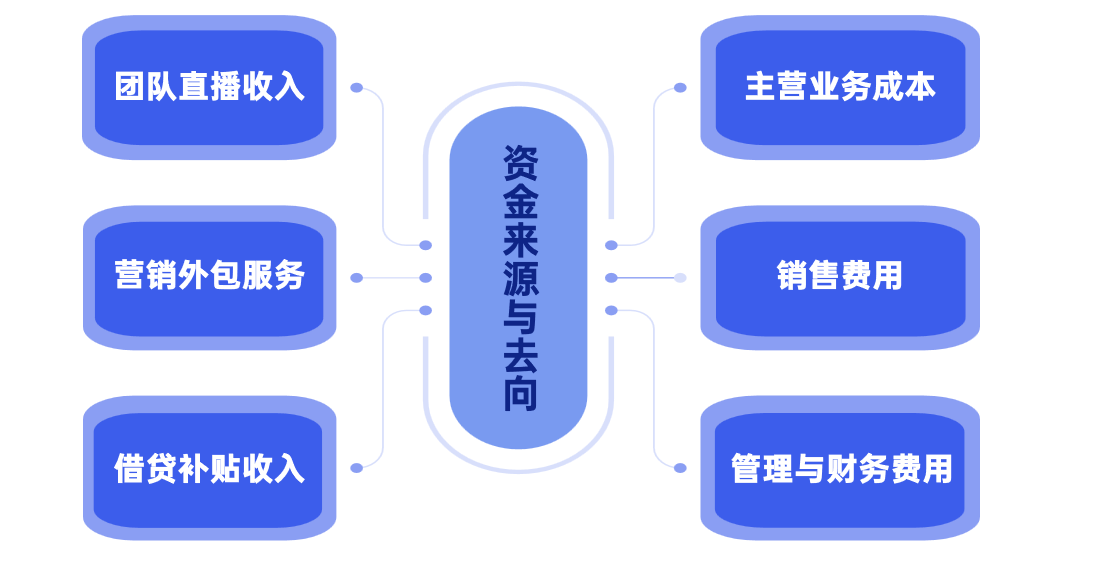 团队直播收入
营销外包服务
借贷补贴收入
资金来源与去向
主营业务成本
销售费用
管理与财务费用